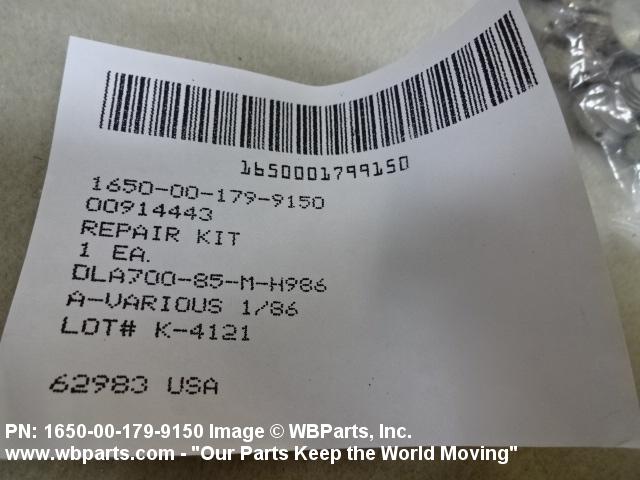 1650001799150
1650-00-179-9150
00914443
REPAIR KIT
1 EA.
DLA700-85-M-H986
A-VARIOUS 1/86
LOT# K-4121
62983 USA
PN: 1650-00-179-9150 Image © WBParts, Inc.
www.wbparts.com - "Our Parts Keep the World Moving"